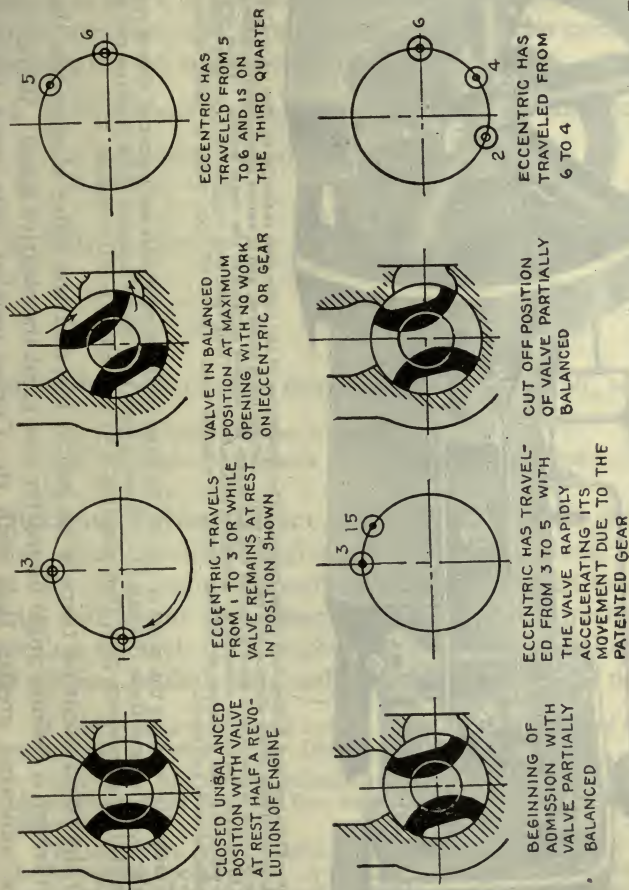 CLOSED UNBALANCED
POSITION WITH VALVE
AT REST HALF A REVO-
LUTION OF ENGINE
3
1
ECCENTRIC TRAVELS
FROM 1 TO 3 OR WHILE
VALVE REMAINS AT REST
IN POSITION SHOWN
VALVE IN BALANCED
POSITION AT MAXIMUM
OPENING WITH NO WORK
ON ECCENTRIC OR GEAR
5
6
ECCENTRIC HAS
TRAVELED FROM 5
TO 6 AND IS ON
THE THIRD QUARTER
BEGINNING OF
ADMISSION WITH
VALVE PARTIALLY
BALANCED
3
15
ECCENTRIC HAS TRAVEL-
ED FROM 3 TO 5 WITH
THE VALVE RAPIDLY
ACCELERATING ITS
MOVEMENT DUE TO THE
PATENTED GEAR
CUT OFF POSITION
OF VALVE PARTIALLY
BALANCED
6
4
2
ECCENTRIC HAS
TRAVELED FROM
6 TO 4